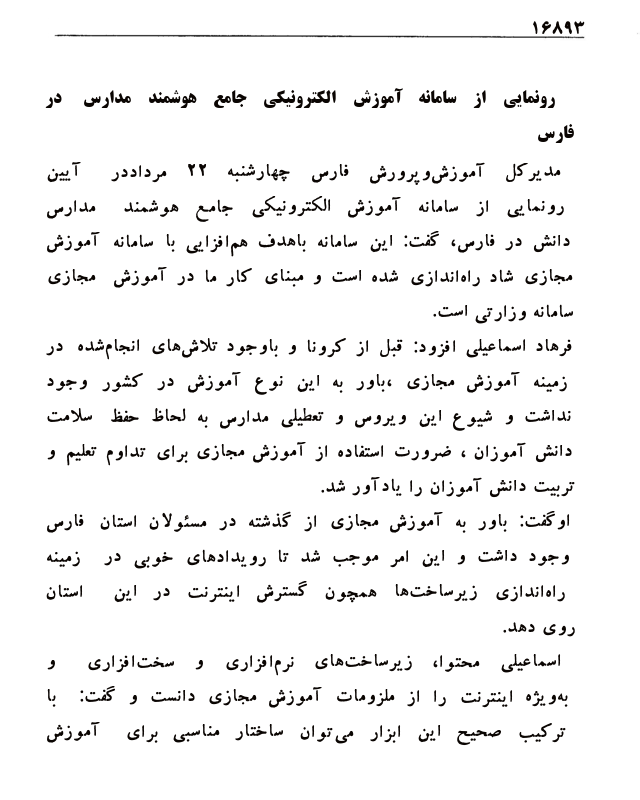 ۱۶۸۹۳
رونمایی از سامانه آموزش الکترونیکی جامع هوشمند مدارس در
فارس
مدیرکل آموزش‌وپرورش فارس چهارشنبه ۲۲ مرداددر آیین
رونمایی از سامانه آموزش الکترونیکی جامع هوشمند مدارس
دانش در فارس، گفت: این سامانه باهدف هم‌افزایی با سامانه آموزش
مجازی شاد راه‌اندازی شده است و مبنای کار ما در آموزش مجازی
سامانه وزارتی است.
فرهاد اسماعیلی افزود: قبل از کرونا و باوجود تلاش‌های انجام‌شده در
زمینه آموزش مجازی ،باور به این نوع آموزش در کشور وجود
نداشت و شیوع این ویروس و تعطیلی مدارس به لحاظ حفظ سلامت
دانش آموزان ، ضرورت استفاده از آموزش مجازی برای تداوم تعلیم و
تربیت دانش آموزان را یادآور شد.
اوگفت: باور به آموزش مجازی از گذشته در مسئولان استان فارس
وجود داشت و این امر موجب شد تا رویدادهای خوبی در زمینه
راه‌اندازی زیرساخت‌ها همچون گسترش اینترنت در این استان
روی دهد.
اسماعیلی محتوا، زیرساخت‌های نرم‌افزاری و سخت‌افزاری و
به‌ویژه اینترنت را از ملزومات آموزش مجازی دانست و گفت: با
ترکیب صحیح این ابزار می‌توان ساختار مناسبی برای آموزش